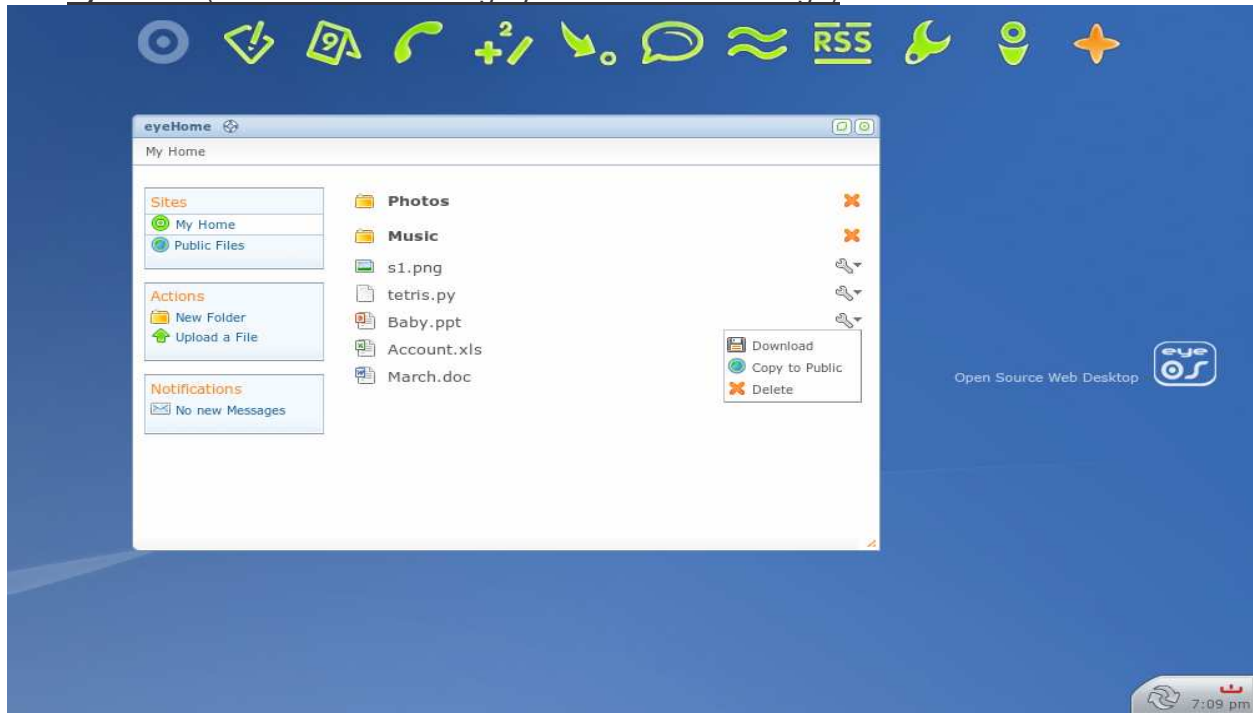 9
+2/
RSS
eyeHome
My Home
Sites
My Home
Public Files
Actions
New Folder
Upload a File
Notifications
No new Messages
Photos
Music
s1.png
tetris.py
Baby.ppt
Account.xls
March.doc
Download
Copy to Public
Delete
Open Source Web Desktop
eye
OS
7:09 pm